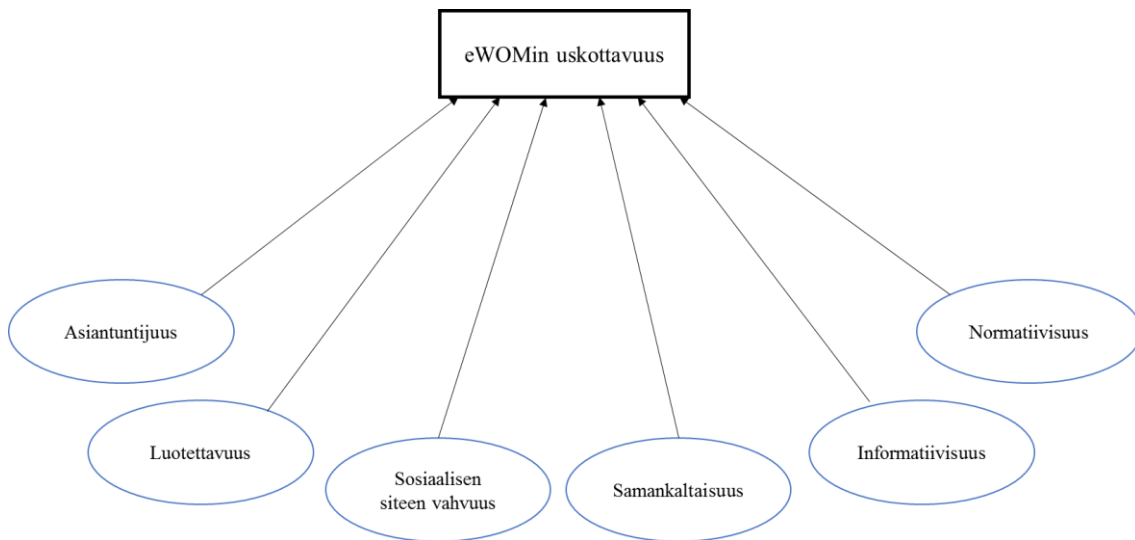 eWOMin uskottavuus
Asiantuntijuus
Normatiivisuus
Luotettavuus
Informatiivisuus
Sosiaalisen
siteen vahvuus
Samankaltaisuus